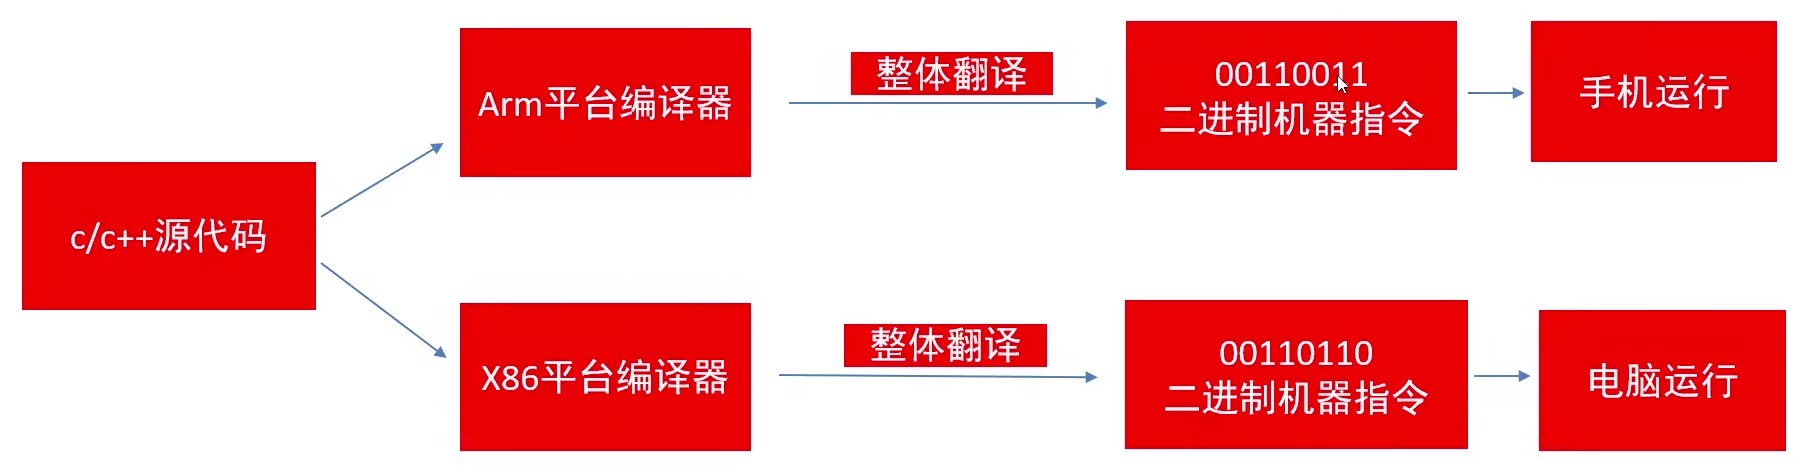 c/c++源代码
Arm平台编译器
整体翻译
00110011
二进制机器指令
手机运行
X86平台编译器
整体翻译
00110110
二进制机器指令
电脑运行